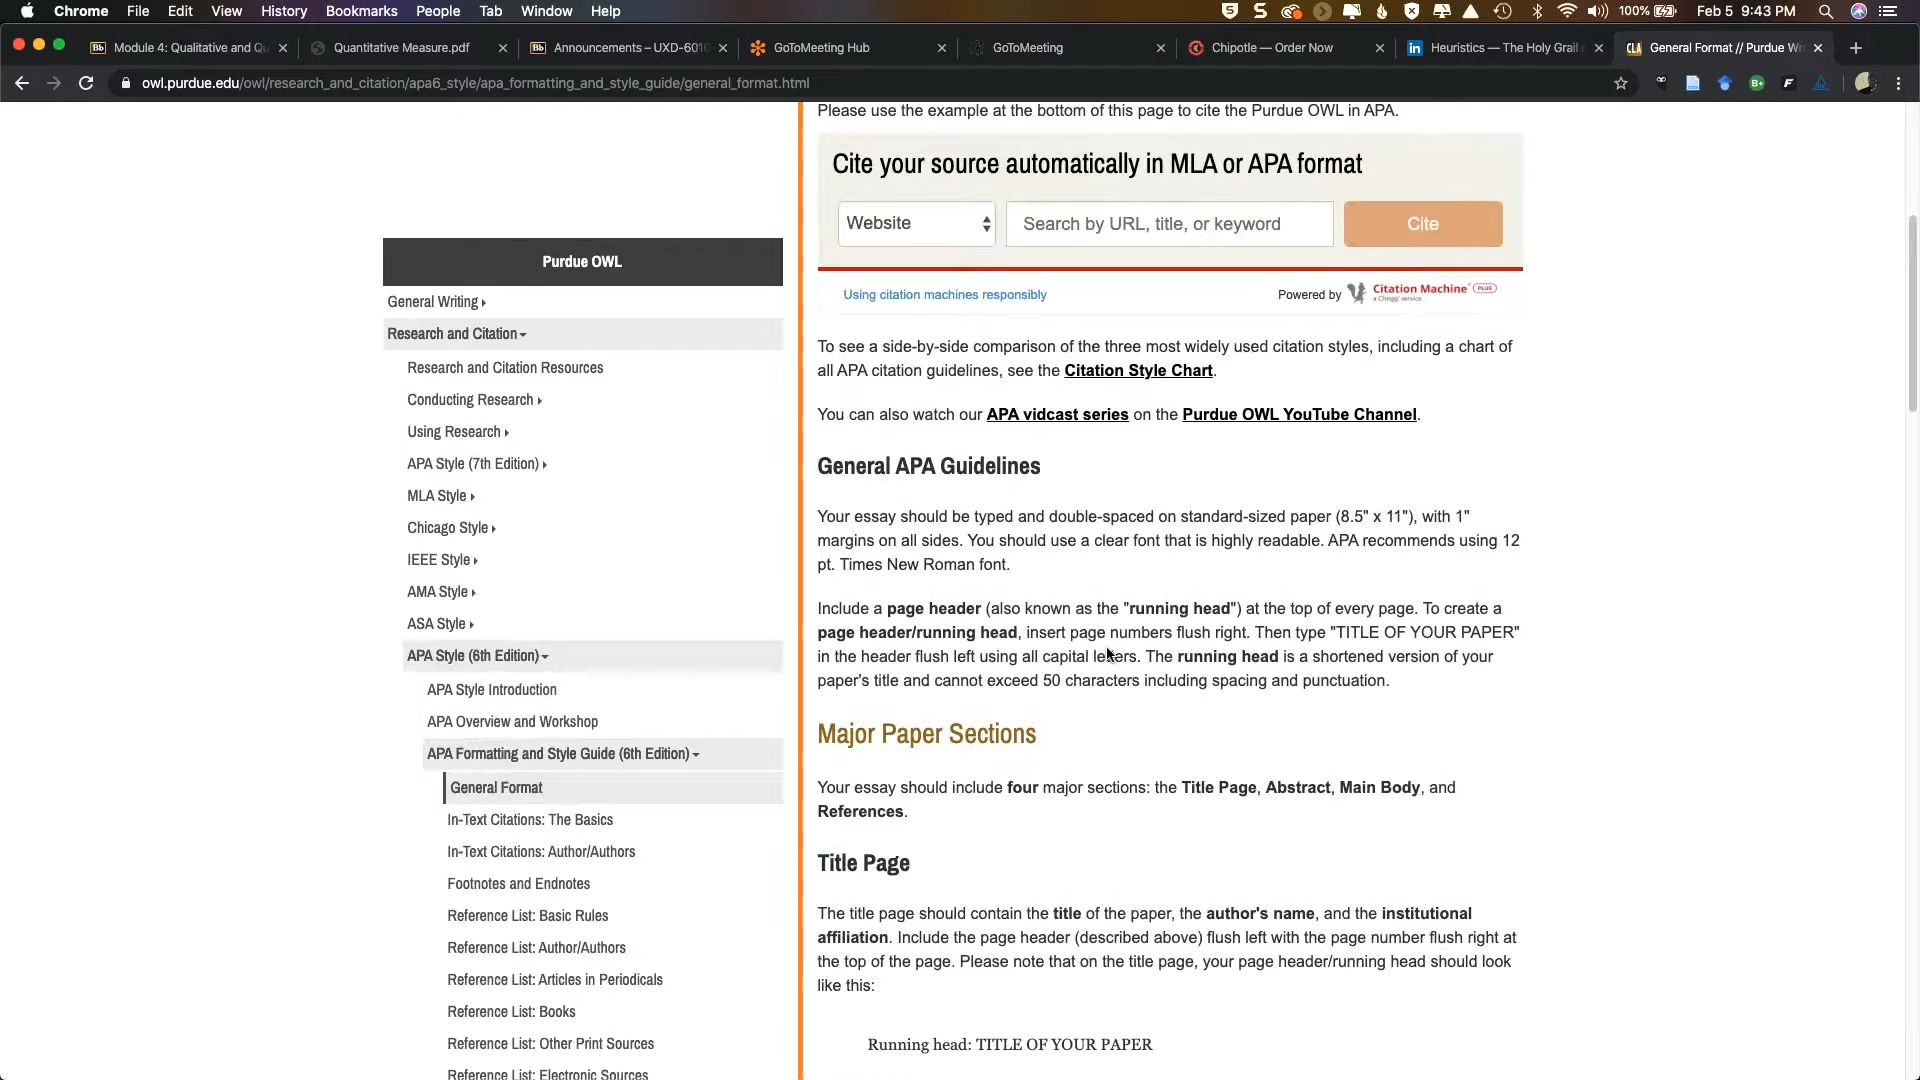 Chrome File Edit View History Bookmarks People Tab Window Help 100% Feb 5 9:43 PM
Module 4: Qualitative and Qu
Quantitative Measure.pdf
Announcements – UXD-6010
GoToMeeting Hub
GoToMeeting
Chipotle — Order Now
Heuristics — The Holy Grail
General Format // Purdue Wr
owl.purdue.edu/owl/research_and_citation/apa6_style/apa_formatting_and_style_guide/general_format.html
Purdue OWL
General Writing
Research and Citation
Research and Citation Resources
Conducting Research
Using Research
APA Style (7th Edition)
MLA Style
Chicago Style
IEEE Style
AMA Style
ASA Style
APA Style (6th Edition)
APA Style Introduction
APA Overview and Workshop
APA Formatting and Style Guide (6th Edition)
General Format
In-Text Citations: The Basics
In-Text Citations: Author/Authors
Footnotes and Endnotes
Reference List: Basic Rules
Reference List: Author/Authors
Reference List: Articles in Periodicals
Reference List: Books
Reference List: Other Print Sources
Reference List: Electronic Sources
Please use the example at the bottom of this page to cite the Purdue OWL in APA.
Cite your source automatically in MLA or APA format
Website Search by URL, title, or keyword Cite
Using citation machines responsibly Powered by Citation Machine PLUS
a Chegg service
To see a side-by-side comparison of the three most widely used citation styles, including a chart of
all APA citation guidelines, see the Citation Style Chart.
You can also watch our APA vidcast series on the Purdue OWL YouTube Channel.
General APA Guidelines
Your essay should be typed and double-spaced on standard-sized paper (8.5" x 11"), with 1"
margins on all sides. You should use a clear font that is highly readable. APA recommends using 12
pt. Times New Roman font.
Include a page header (also known as the "running head") at the top of every page. To create a
page header/running head, insert page numbers flush right. Then type "TITLE OF YOUR PAPER"
in the header flush left using all capital letters. The running head is a shortened version of your
paper's title and cannot exceed 50 characters including spacing and punctuation.
Major Paper Sections
Your essay should include four major sections: the Title Page, Abstract, Main Body, and
References.
Title Page
The title page should contain the title of the paper, the author's name, and the institutional
affiliation. Include the page header (described above) flush left with the page number flush right at
the top of the page. Please note that on the title page, your page header/running head should look
like this:
Running head: TITLE OF YOUR PAPER